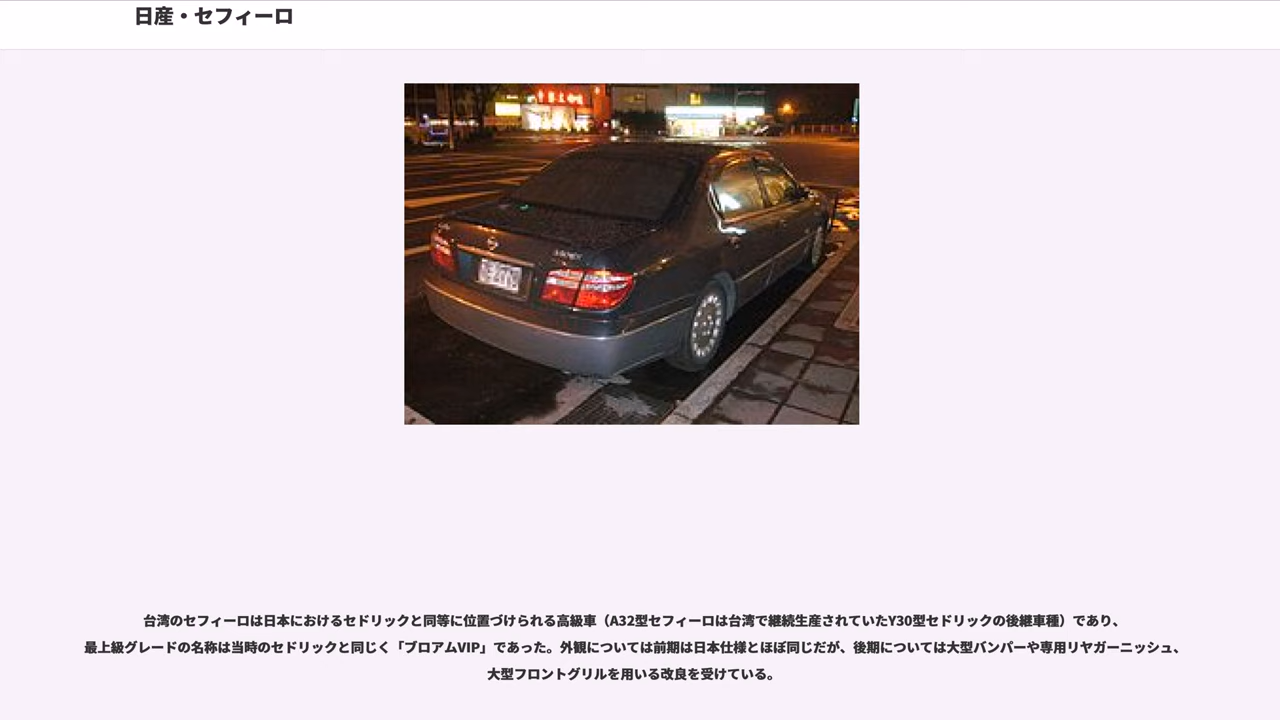 日産・セフィーロ
台湾のセフィーロは日本におけるセドリックと同等に位置づけられる高級車（A32型セフィーロは台湾で継続生産されていたY30型セドリックの後継車種）であり、
最上級グレードの名称は当時のセドリックと同じく「ブロアムVIP」であった。外観については前期は日本仕様とほぼ同じだが、後期については大型バンパーや専用リヤガーニッシュ、
大型フロントグリルを用いる改良を受けている。